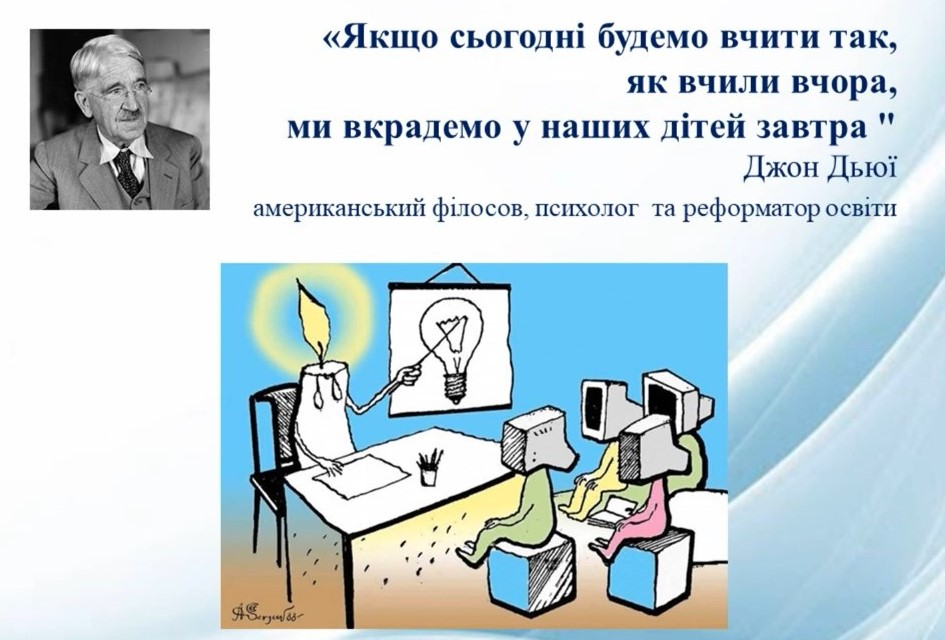 «Якщо сьогодні будемо вчити так,
як вчили вчора,
ми вкрадемо у наших дітей завтра "
Джон Дьюї
американський філосов, психолог та реформатор освіти